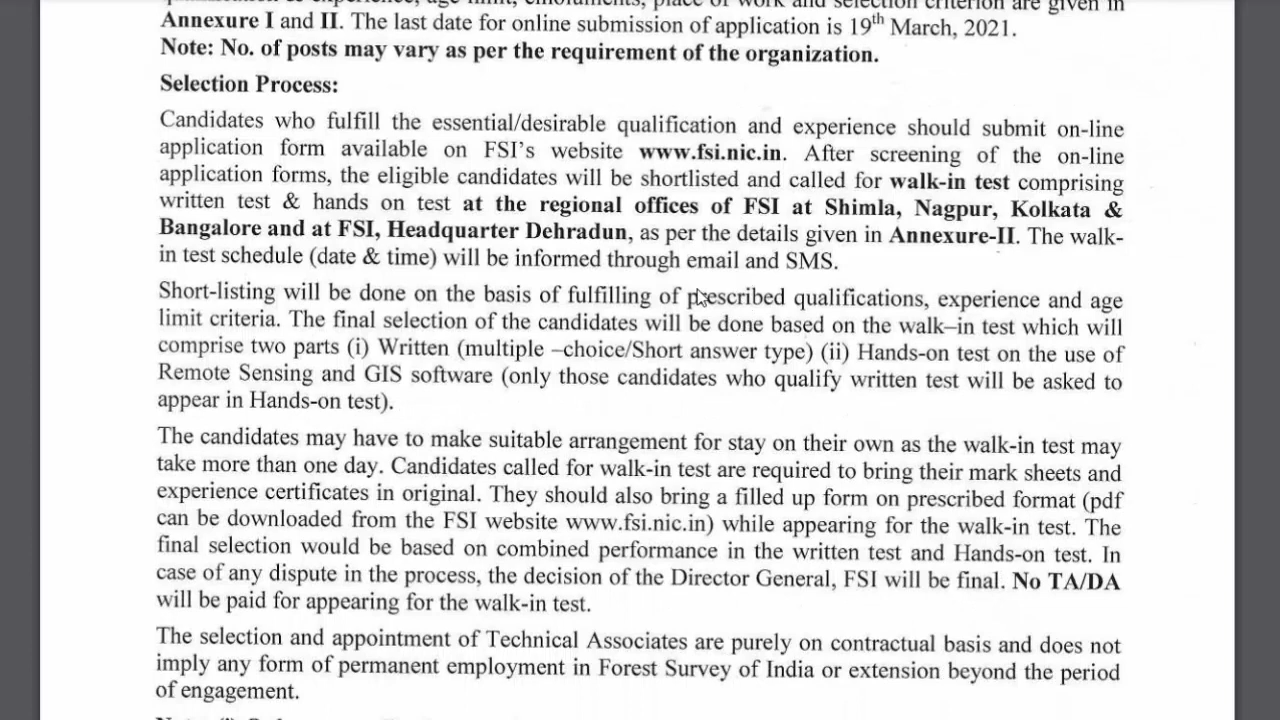 qualification & experience, age limit, emoluments, place of work and selection criterion are given in
Annexure I and II. The last date for online submission of application is 19th March, 2021.
Note: No. of posts may vary as per the requirement of the organization.
Selection Process:
Candidates who fulfill the essential/desirable qualification and experience should submit on-line
application form available on FSI's website www.fsi.nic.in. After screening of the on-line
application forms, the eligible candidates will be shortlisted and called for walk-in test comprising
written test & hands on test at the regional offices of FSI at Shimla, Nagpur, Kolkata &
Bangalore and at FSI, Headquarter Dehradun, as per the details given in Annexure-II. The walk-
in test schedule (date & time) will be informed through email and SMS.
Short-listing will be done on the basis of fulfilling of prescribed qualifications, experience and age
limit criteria. The final selection of the candidates will be done based on the walk–in test which will
comprise two parts (i) Written (multiple –choice/Short answer type) (ii) Hands-on test on the use of
Remote Sensing and GIS software (only those candidates who qualify written test will be asked to
appear in Hands-on test).
The candidates may have to make suitable arrangement for stay on their own as the walk-in test may
take more than one day. Candidates called for walk-in test are required to bring their mark sheets and
experience certificates in original. They should also bring a filled up form on prescribed format (pdf
can be downloaded from the FSI website www.fsi.nic.in) while appearing for the walk-in test. The
final selection would be based on combined performance in the written test and Hands-on test. In
case of any dispute in the process, the decision of the Director General, FSI will be final. No TA/DA
will be paid for appearing for the walk-in test.
The selection and appointment of Technical Associates are purely on contractual basis and does not
imply any form of permanent employment in Forest Survey of India or extension beyond the period
of engagement.